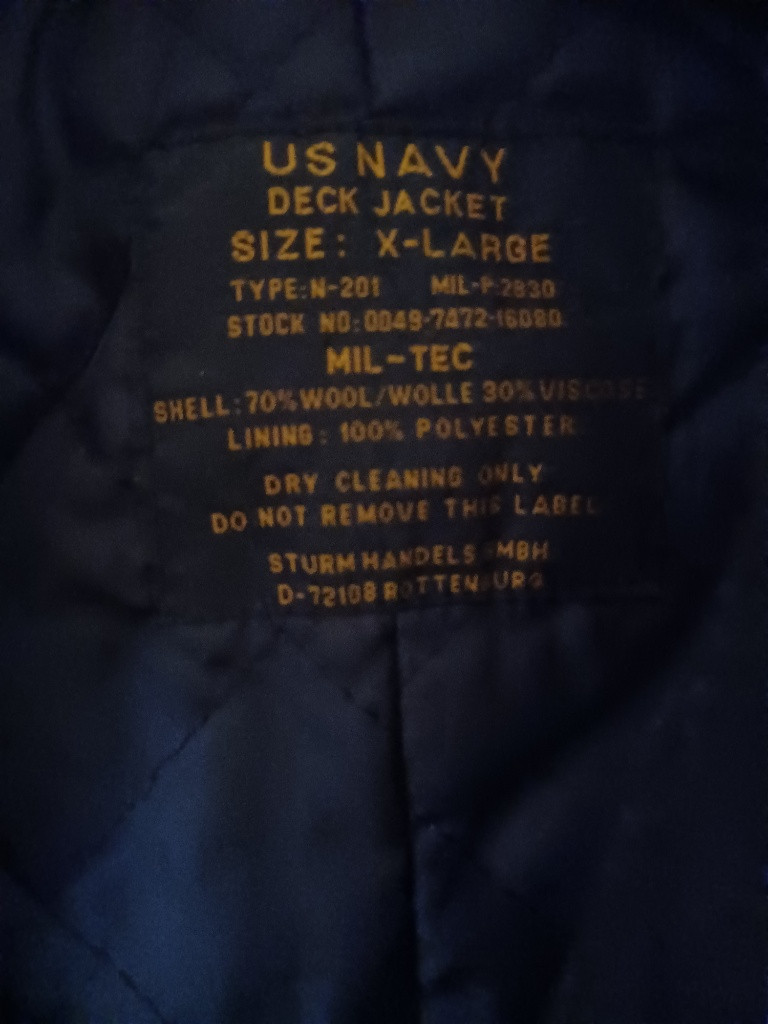 US NAVY
DECK JACKET
SIZE: X-LARGE
TYPE:N-201 MIL-P-2830
STOCK NO:0049-7472-16080
MIL-TEC
SHELL:70% WOOL/WOLLE 30% VISCOSE
LINING: 100% POLYESTER
DRY CLEANING ONLY
DO NOT REMOVE THIS LABEL
STURM HANDELS GMBH
D-72108 ROTTENBURG